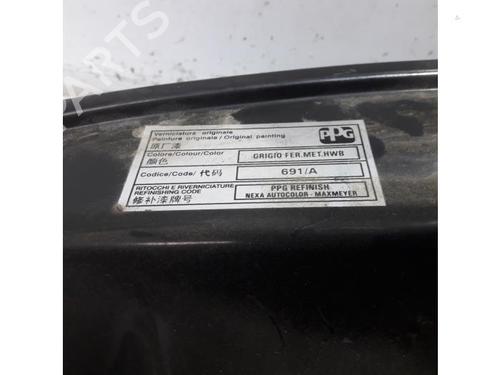 PARTS
Verniciatura originale
Peinture originale/Original painting
原厂漆
PPG
Colore/Colour/Color
颜色
GRIGIO FER.MET.HWB
Codice/Code/代码
691/A
RITOCCHI E RIVERNICIATURE
REFINISHING CODE
修补漆牌号
PPG REFINISH
NEXA AUTOCOLOR - MAXMEYER